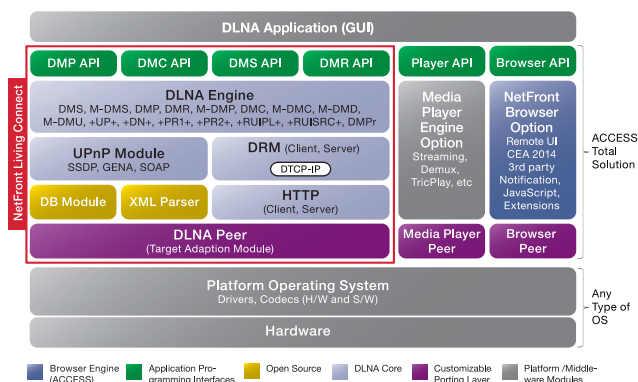 DLNA Application (GUI)
NetFront Living Connect
DMP API
DMC API
DMS API
DMR API
Player API
Browser API
DLNA Engine
DMS, M-DMS, DMP, DMR, M-DMP, DMC, M-DMC, M-DMD,
M-DMU, +UP+, +DN+, +PR1+, +PR2+, +RUIPL+, +RUISRC+, DMPr
UPnP Module
SSDP, GENA, SOAP
DRM (Client, Server)
DTCP-IP
DB Module
XML Parser
HTTP
(Client, Server)
DLNA Peer
(Target Adaption Module)
Media
Player
Engine
Option
Streaming,
Demux,
TricPlay, etc
Media Player
Peer
NetFront
Browser
Option
Remote UI
CEA 2014
3rd party
Notification,
JavaScript,
Extensions
Browser
Peer
ACCESS
Total
Solution
Platform Operating System
Drivers, Codecs (H/W and S/W)
Hardware
Any
Type of
OS
Browser Engine
(ACCESS)
Application Pro-
gramming Interfaces
Open Source
DLNA Core
Customizable
Porting Layer
Platform /Middle-
ware Modules